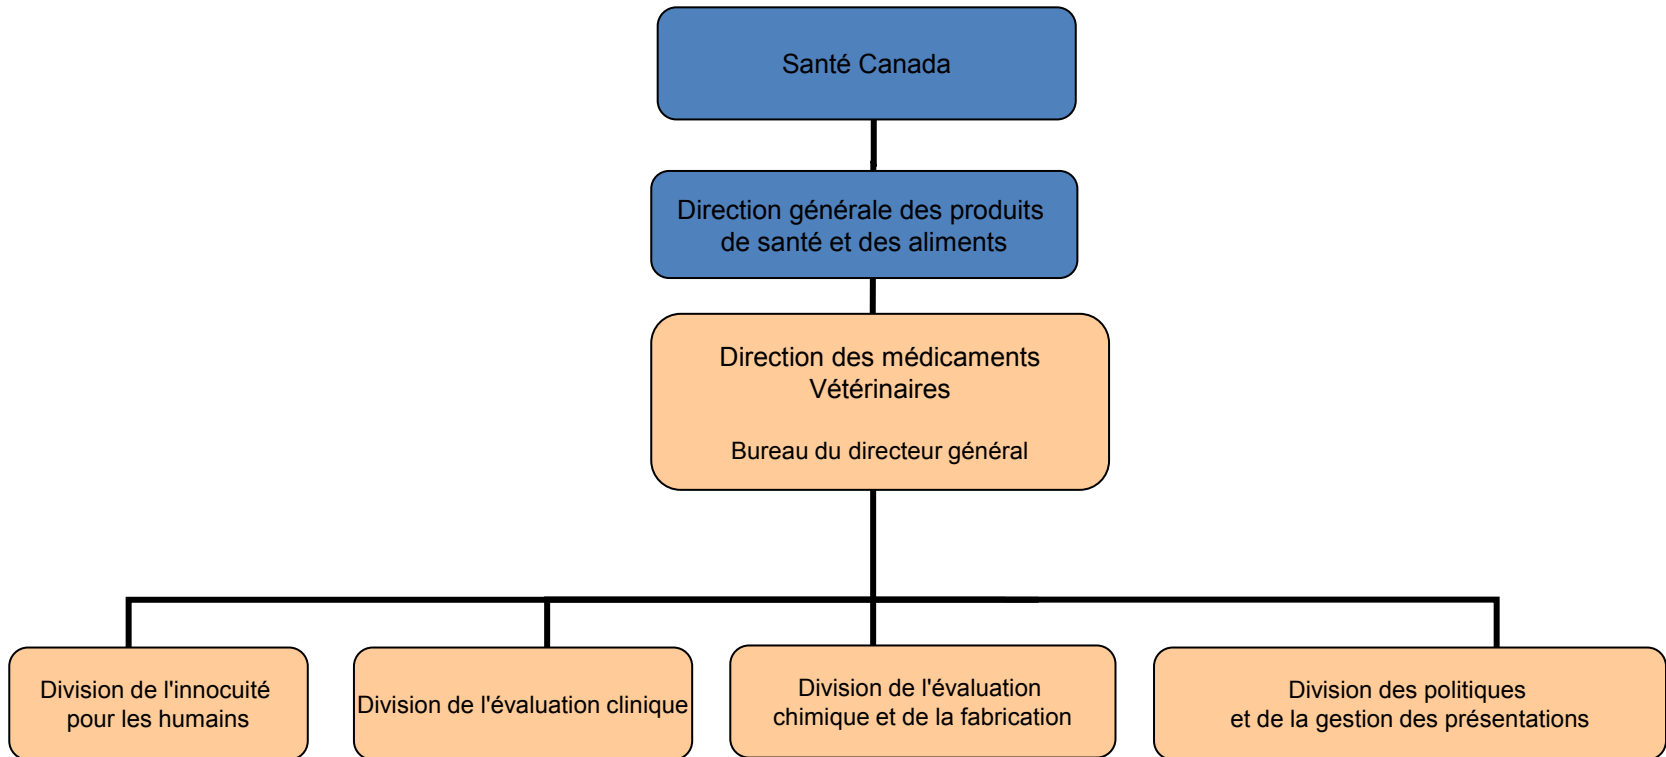 Santé Canada
Direction générale des produits
de santé et des aliments
Direction des médicaments
Vétérinaires
Bureau du directeur général
Division de l'innocuité
pour les humains
Division de l'évaluation clinique
Division de l'évaluation
chimique et de la fabrication
Division des politiques
et de la gestion des présentations